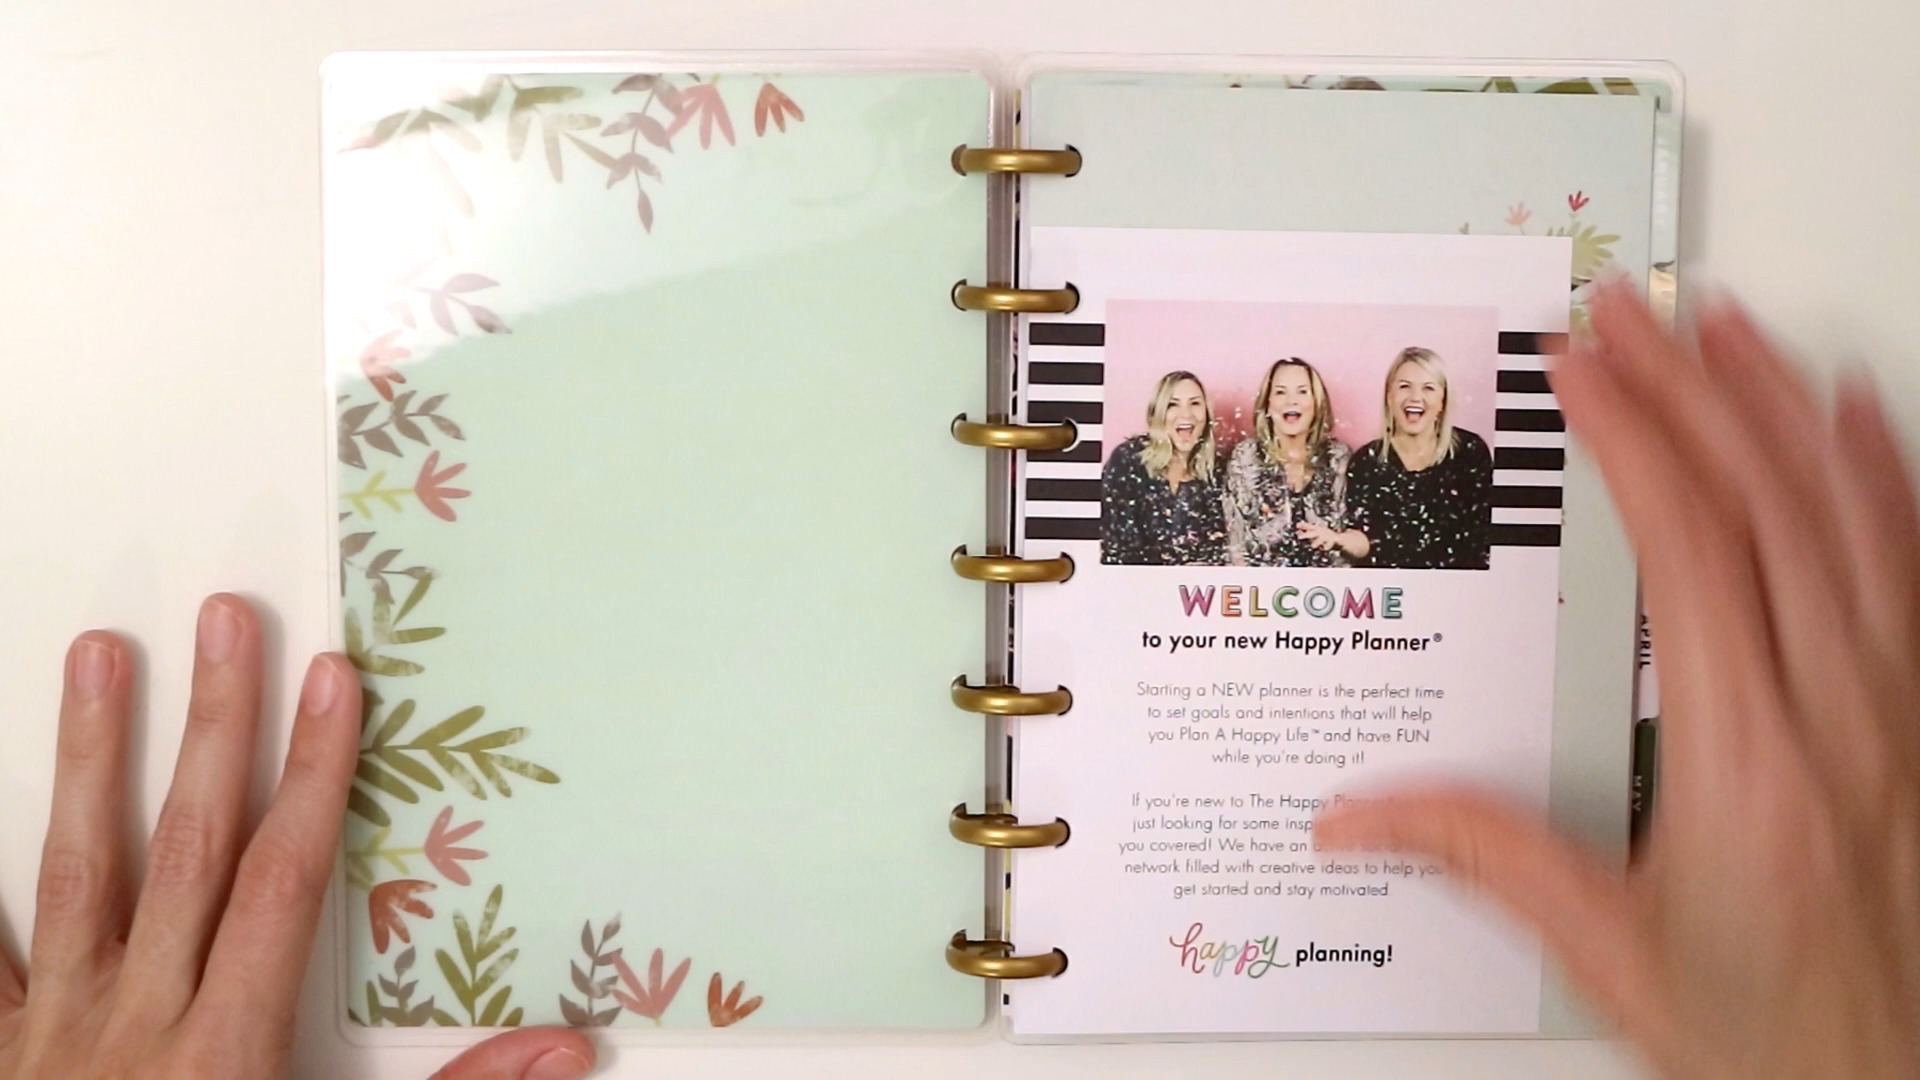 WELCOME
to your new Happy Planner®
Starting a NEW planner is the perfect time
to set goals and intentions that will help
you Plan A Happy Life™ and have FUN
while you're doing it!
If you're new to The Happy
just looking for some
you covered! We have an
network filled with creative ideas to help you
get started and stay motivated.
happy planning!
APRIL
MAY